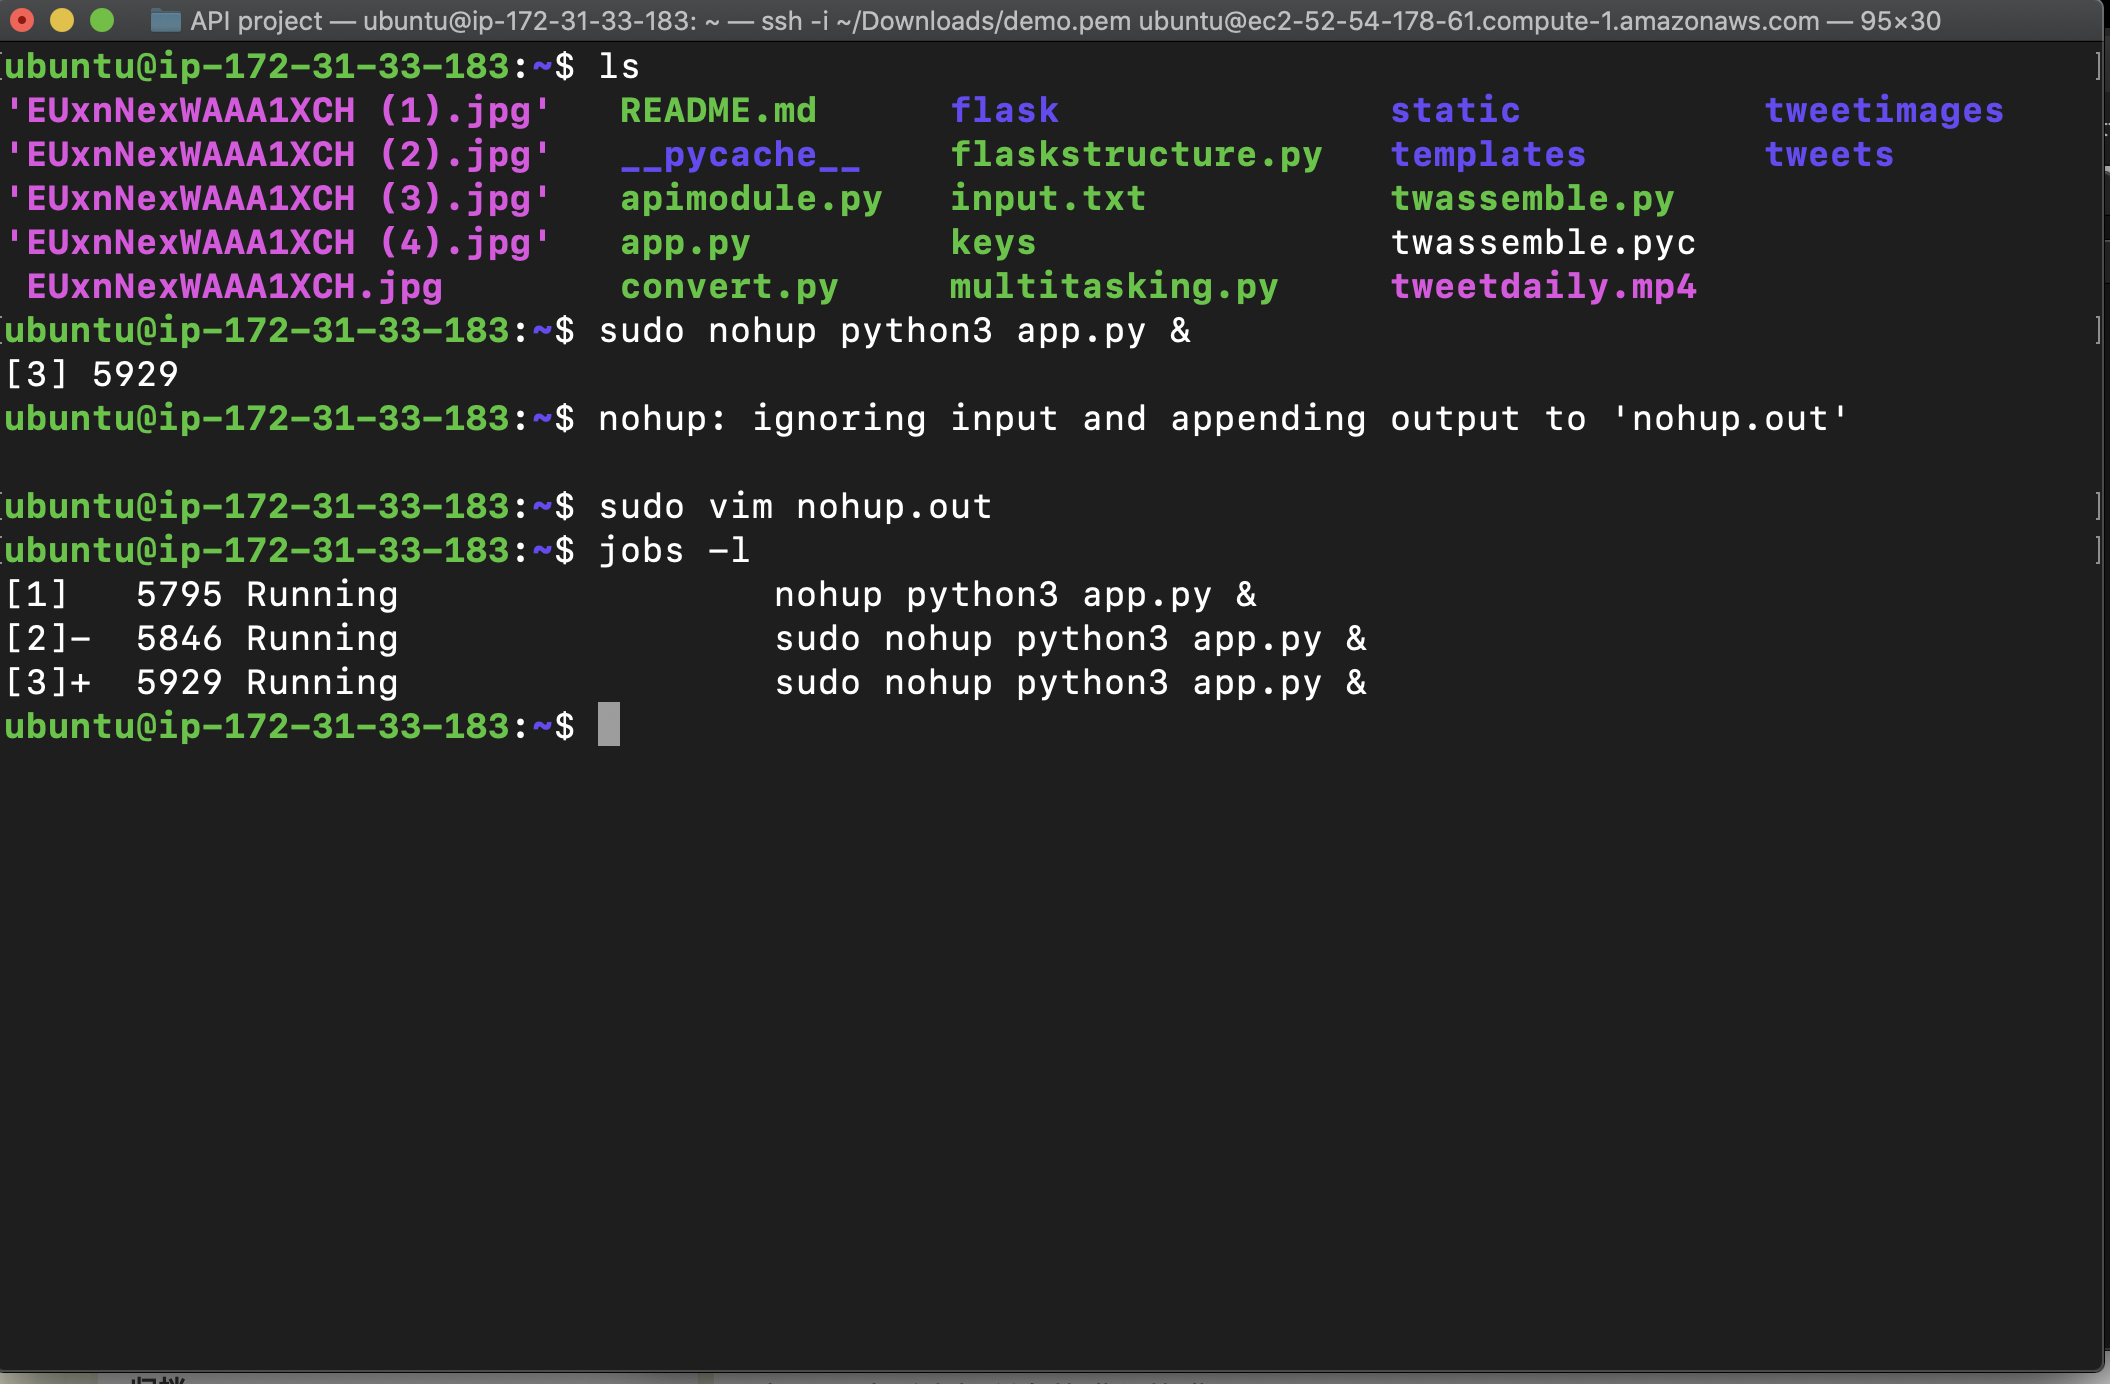 API project — ubuntu@ip-172-31-33-183: ~ — ssh -i ~/Downloads/demo.pem ubuntu@ec2-52-54-178-61.compute-1.amazonaws.com — 95×30
ubuntu@ip-172-31-33-183:~$ ls
'EUxnNexWAAA1XCH (1).jpg' README.md flask static tweetimages
'EUxnNexWAAA1XCH (2).jpg' __pycache__ flaskstructure.py templates tweets
'EUxnNexWAAA1XCH (3).jpg' apimodule.py input.txt twassemble.py
'EUxnNexWAAA1XCH (4).jpg' app.py keys twassemble.pyc
EUxnNexWAAA1XCH.jpg convert.py multitasking.py tweetdaily.mp4
ubuntu@ip-172-31-33-183:~$ sudo nohup python3 app.py &
[3] 5929
ubuntu@ip-172-31-33-183:~$ nohup: ignoring input and appending output to 'nohup.out'
ubuntu@ip-172-31-33-183:~$ sudo vim nohup.out
ubuntu@ip-172-31-33-183:~$ jobs -l
[1] 5795 Running nohup python3 app.py &
[2]- 5846 Running sudo nohup python3 app.py &
[3]+ 5929 Running sudo nohup python3 app.py &
ubuntu@ip-172-31-33-183:~$